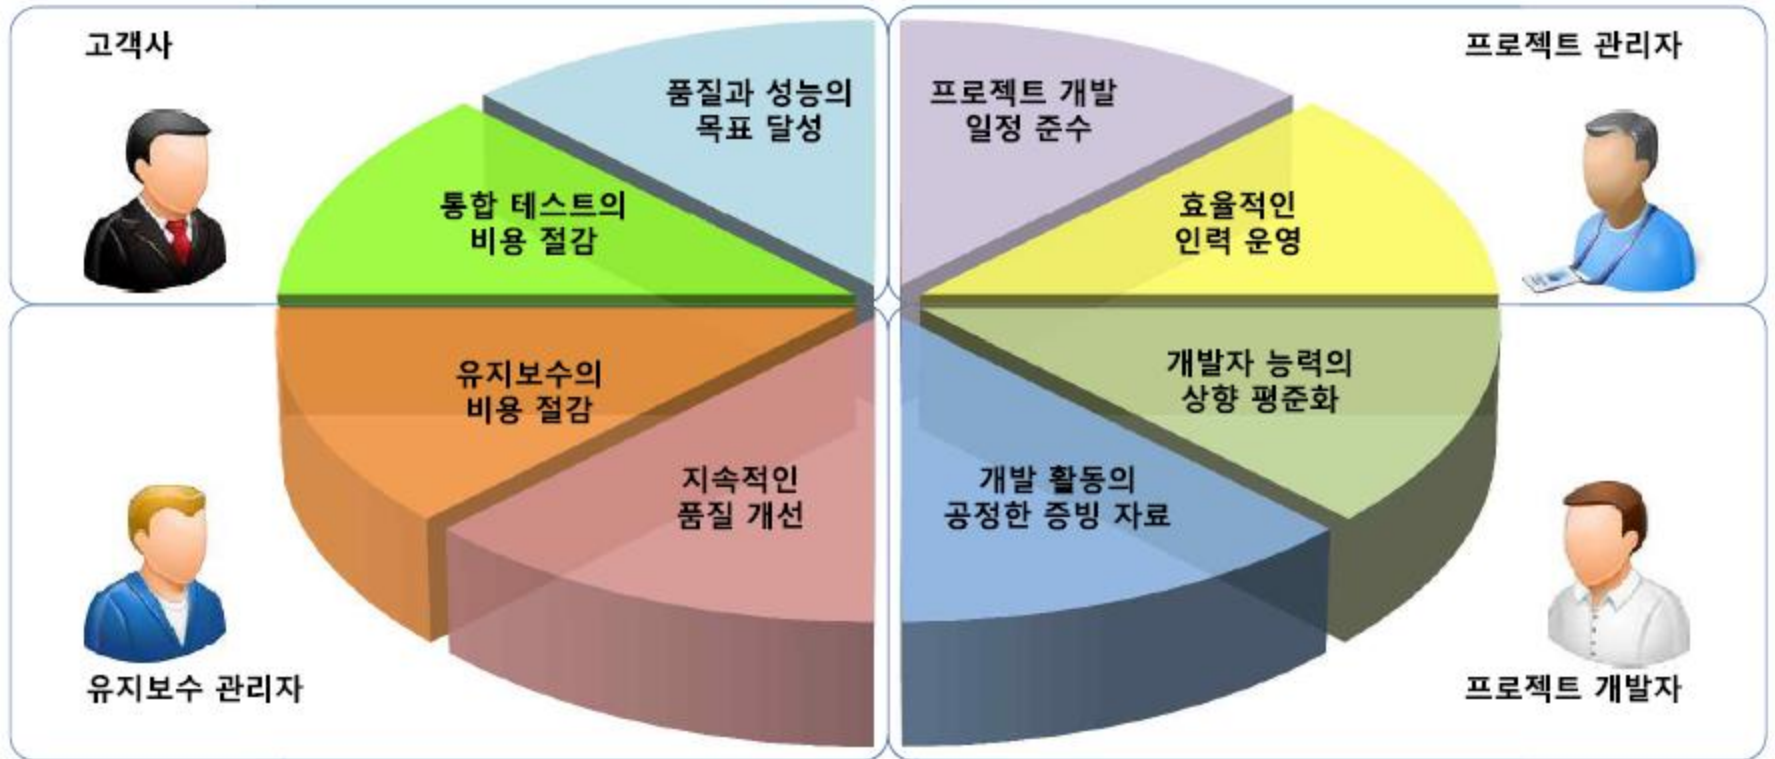 고객사
품질과 성능의
목표 달성
통합 테스트의
비용 절감
프로젝트 관리자
프로젝트 개발
일정 준수
효율적인
인력 운영
유지보수의
비용 절감
지속적인
품질 개선
유지보수 관리자
개발자 능력의
상향 평준화
개발 활동의
공정한 증빙 자료
프로젝트 개발자